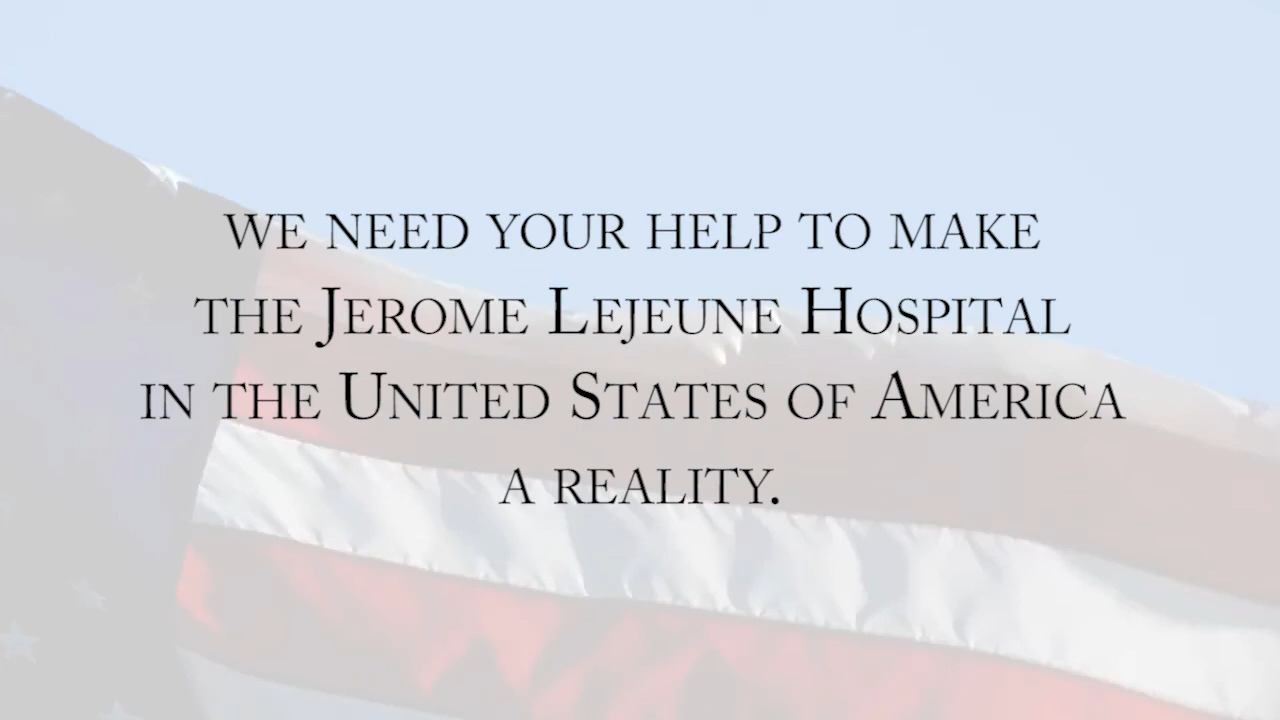 WE NEED YOUR HELP TO MAKE
THE JEROME LEJEUNE HOSPITAL
IN THE UNITED STATES OF AMERICA
A REALITY.